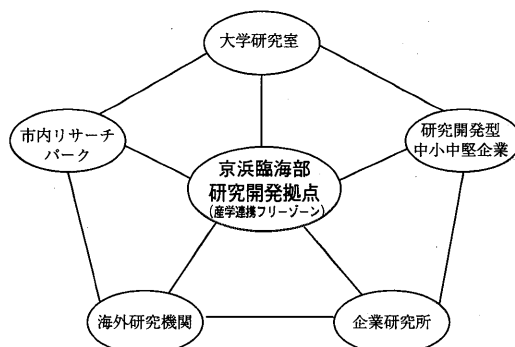 大学研究室
市内リサーチ
パーク
研究開発型
中小中堅企業
京浜臨海部
研究開発拠点
(産学連携フリーゾーン)
海外研究機関
企業研究所